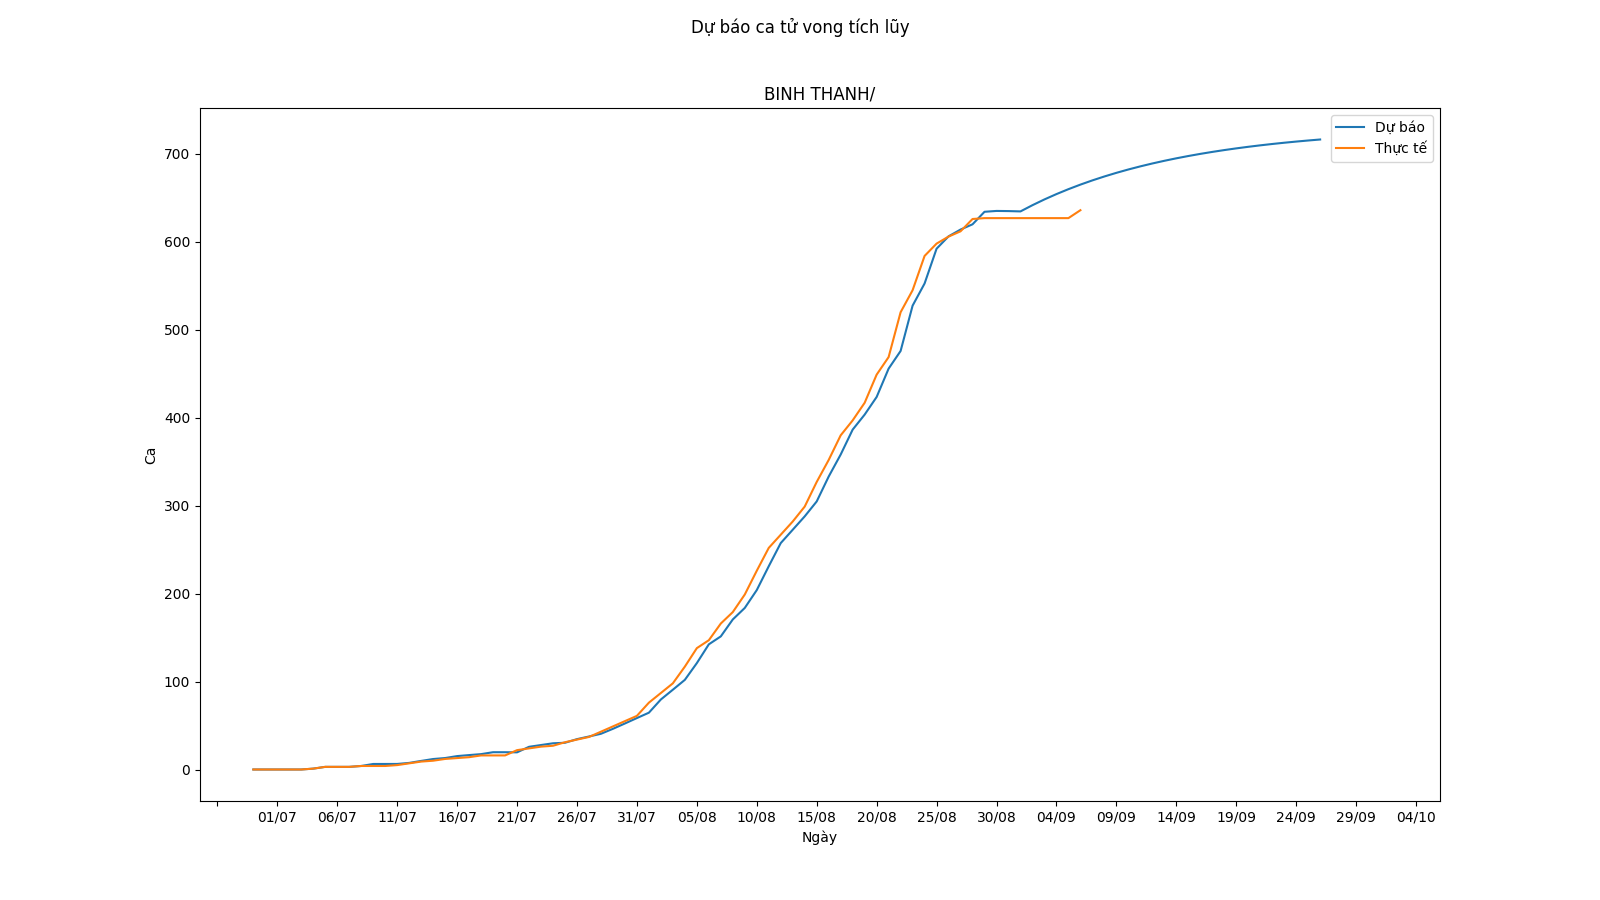 Dự báo ca tử vong tích lũy
BINH THANH/
Dự báo
Thực tế
700
600
500
400
300
200
100
0
Ca
01/07 06/07 11/07 16/07 21/07 26/07 31/07 05/08 10/08 15/08 20/08 25/08 30/08 04/09 09/09 14/09 19/09 24/09 29/09 04/10
Ngày